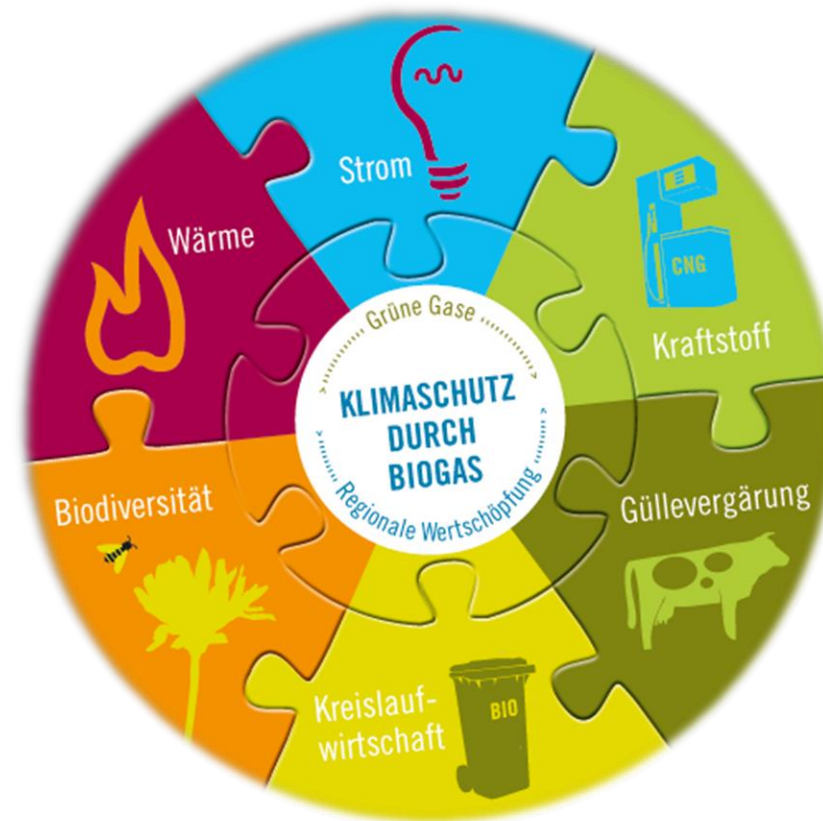 Strom
Wärme
CNG
Kraftstoff
Grüne Gase
KLIMASCHUTZ
DURCH
BIOGAS
Regionale Wertschöpfung
Biodiversität
Güllevergärung
Kreislauf-
wirtschaft
BIO